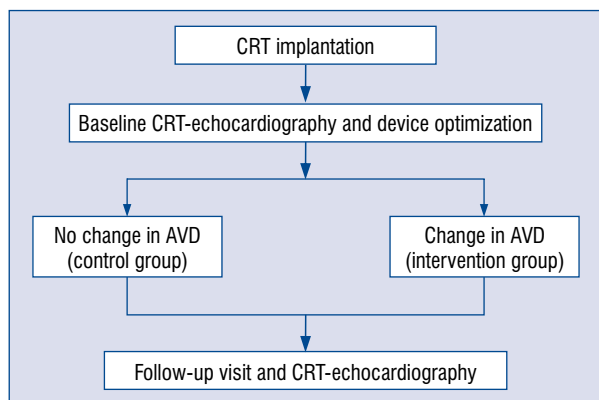 CRT implantation
Baseline CRT-echocardiography and device optimization
No change in AVD
(control group)
Change in AVD
(intervention group)
Follow-up visit and CRT-echocardiography